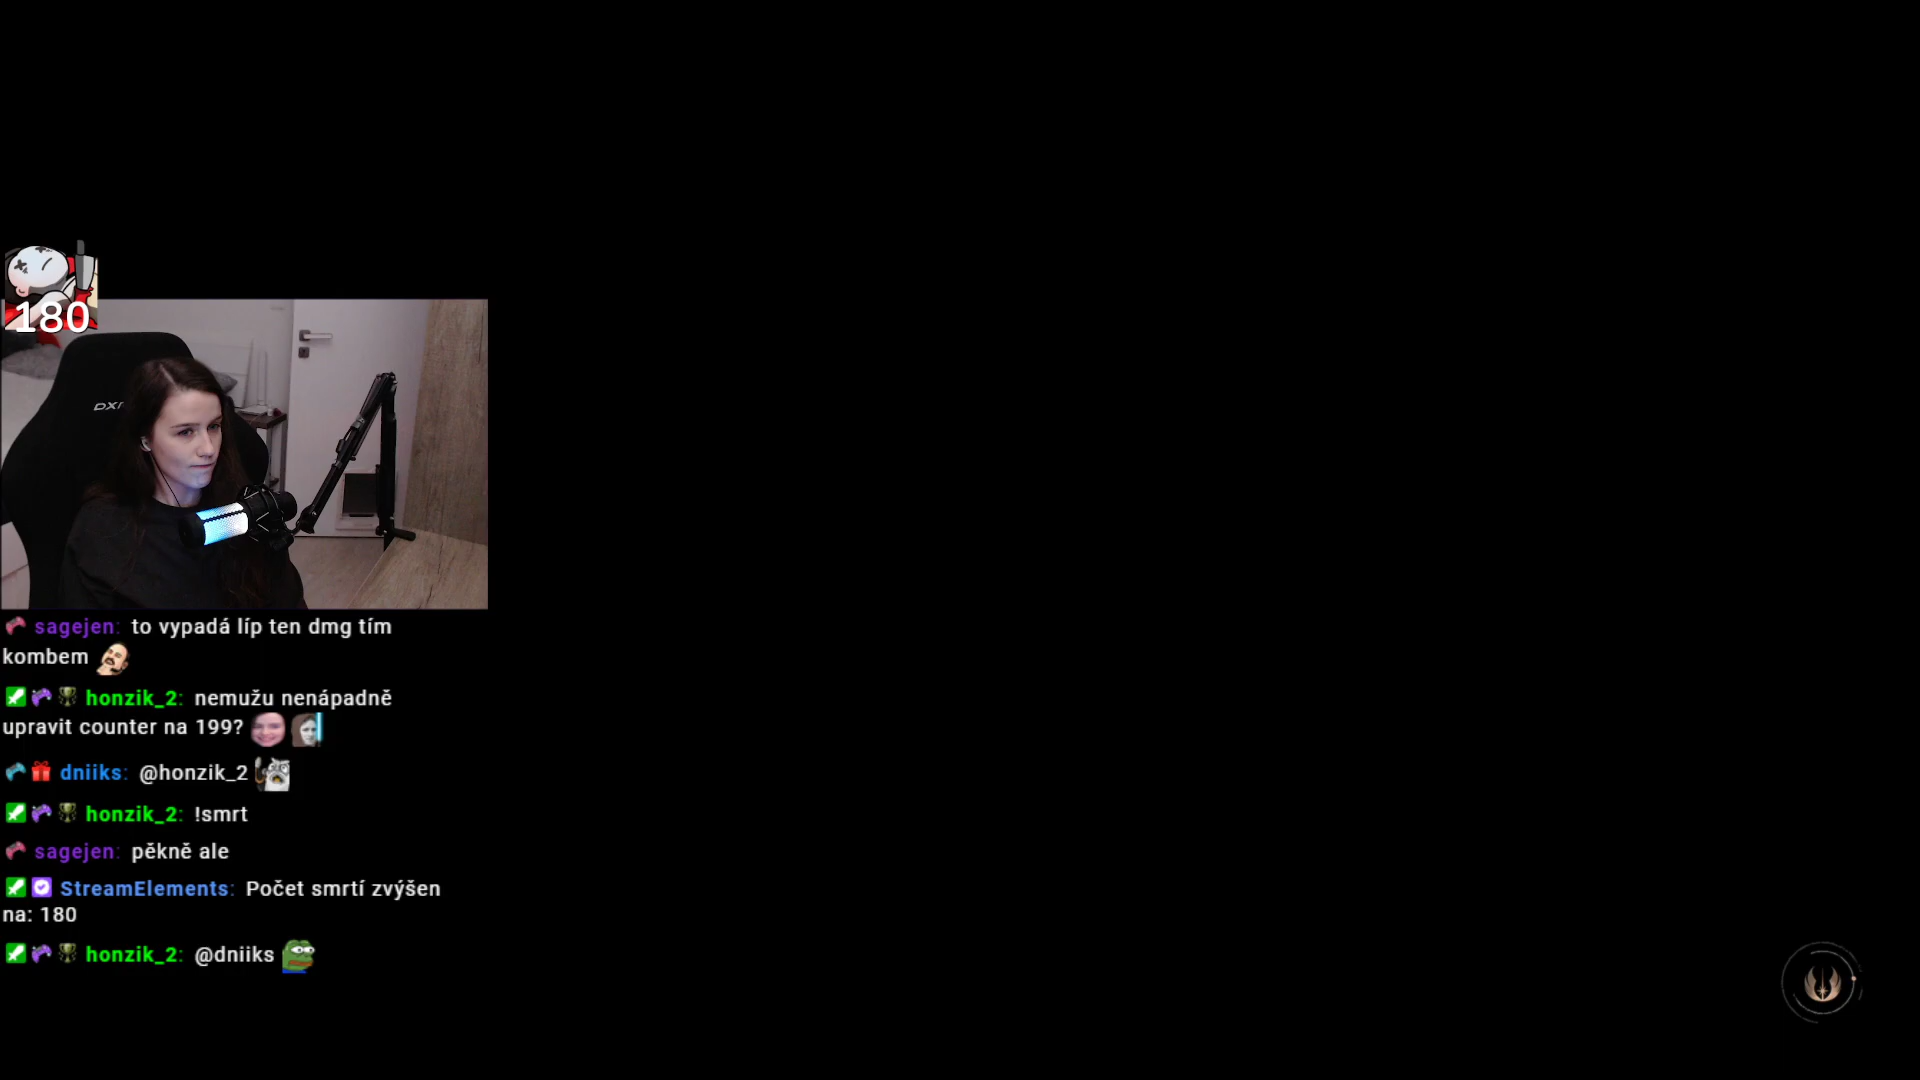 180
DXR
sagejen: to vypadá líp ten dmg tím
kombem
honzik_2: nemužu nenápadně
upravit counter na 199?
dniiks: @honzik_2
honzik_2: !smrt
sagejen: pěkně ale
StreamElements: Počet smrtí zvýšen
na: 180
honzik_2: @dniiks